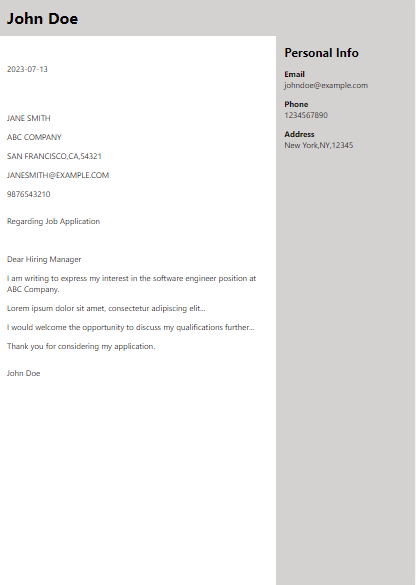 John Doe
2023-07-13
JANE SMITH
ABC COMPANY
SAN FRANCISCO,CA,54321
JANESMITH@EXAMPLE.COM
9876543210
Regarding Job Application
Dear Hiring Manager
I am writing to express my interest in the software engineer position at
ABC Company.
Lorem ipsum dolor sit amet, consectetur adipiscing elit...
I would welcome the opportunity to discuss my qualifications further...
Thank you for considering my application.
John Doe
Personal Info
Email
johndoe@example.com
Phone
1234567890
Address
New York,NY,12345